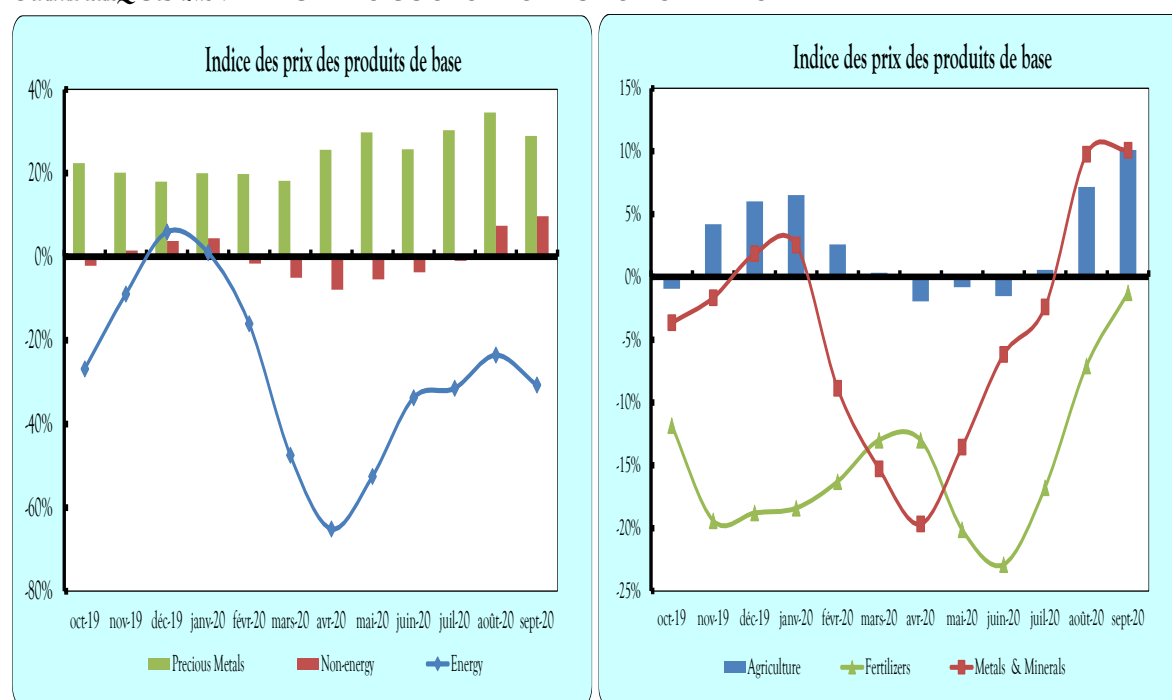 Indice des prix des produits de base
40%
20%
0%
-20%
-40%
-60%
-80%
oct-19 nov-19 déc-19 janv-20 févr-20 mars-20 avr-20 mai-20 juin-20 juil-20 août-20 sept-20
Precious Metals Non-energy Energy
Indice des prix des produits de base
15%
10%
5%
0%
-5%
-10%
-15%
-20%
-25%
oct-19 nov-19 déc-19 janv-20 févr-20 mars-20 avr-20 mai-20 juin-20 juil-20 août-20 sept-20
Agriculture Fertilizers Metals & Minerals